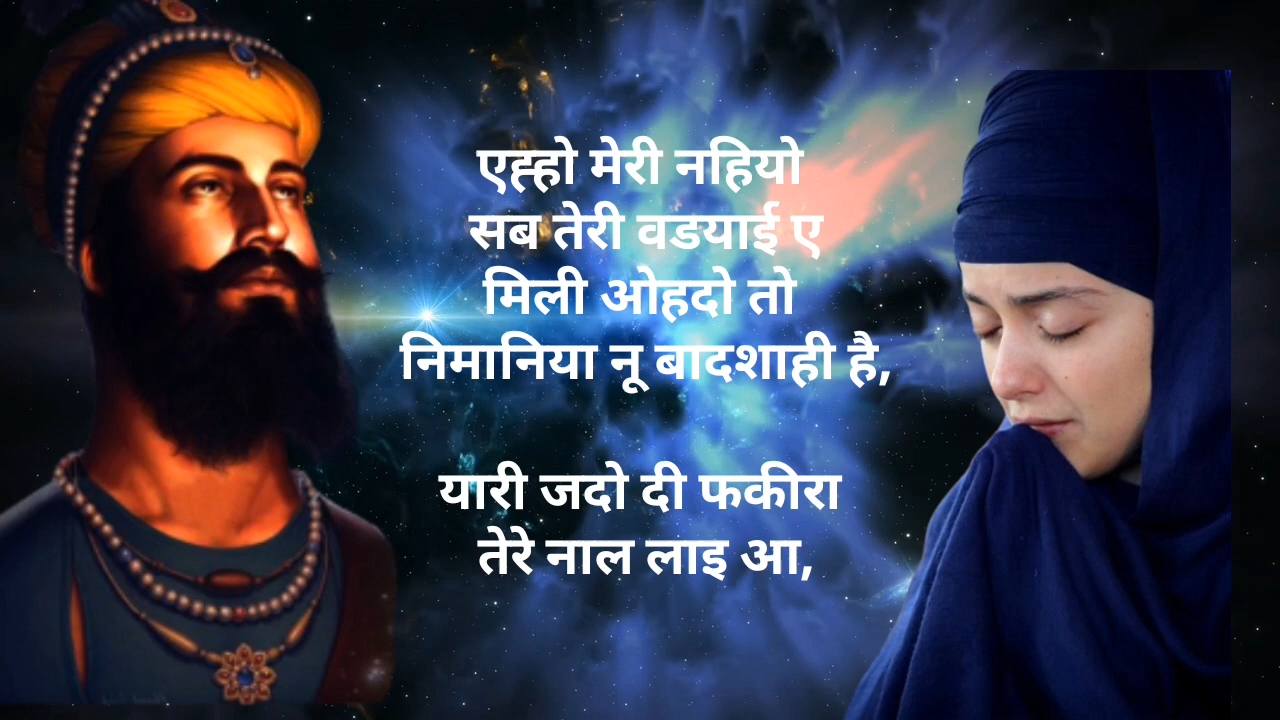 एह्हो मेरी नहियो
सब तेरी वडयाई ए
मिली ओहदो तो
निमानिया नू बादशाही है,
यारी जदो दी फकीरा
तेरे नाल लाइ आ,